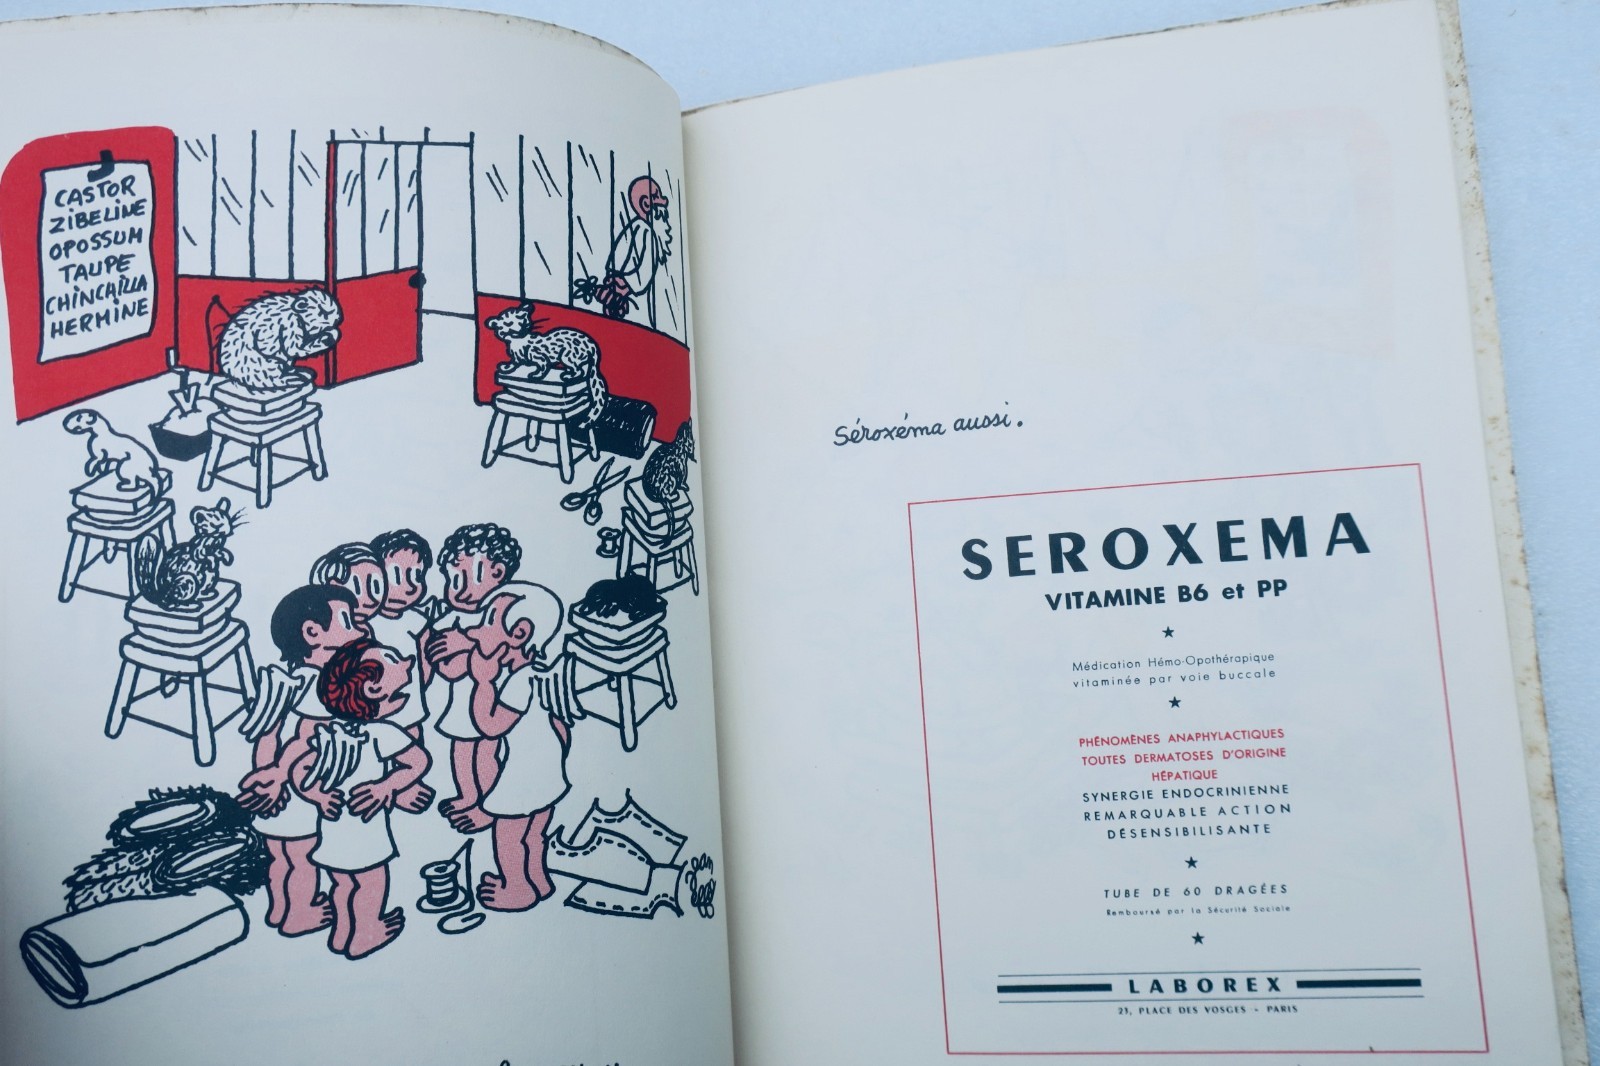 CASTOR
ZIBELINE
OPOSSUM
TAUPE
CHINCHILLA
HERMINE
Séroxéma aussi.
SEROXEMA
VITAMINE B6 et PP
Médication Hémo-Opothérapique
vitaminée par voie buccale
PHÉNOMÈNES ANAPHYLACTIQUES
TOUTES DERMATOSES D'ORIGINE
HÉPATIQUE
SYNERGIE ENDOCRINIENNE
REMARQUABLE ACTION
DÉSENSIBILISANTE
TUBE DE 60 DRAGÉES
Remboursé par la Sécurité Sociale
LABOREX
23, PLACE DES VOSGES - PARIS